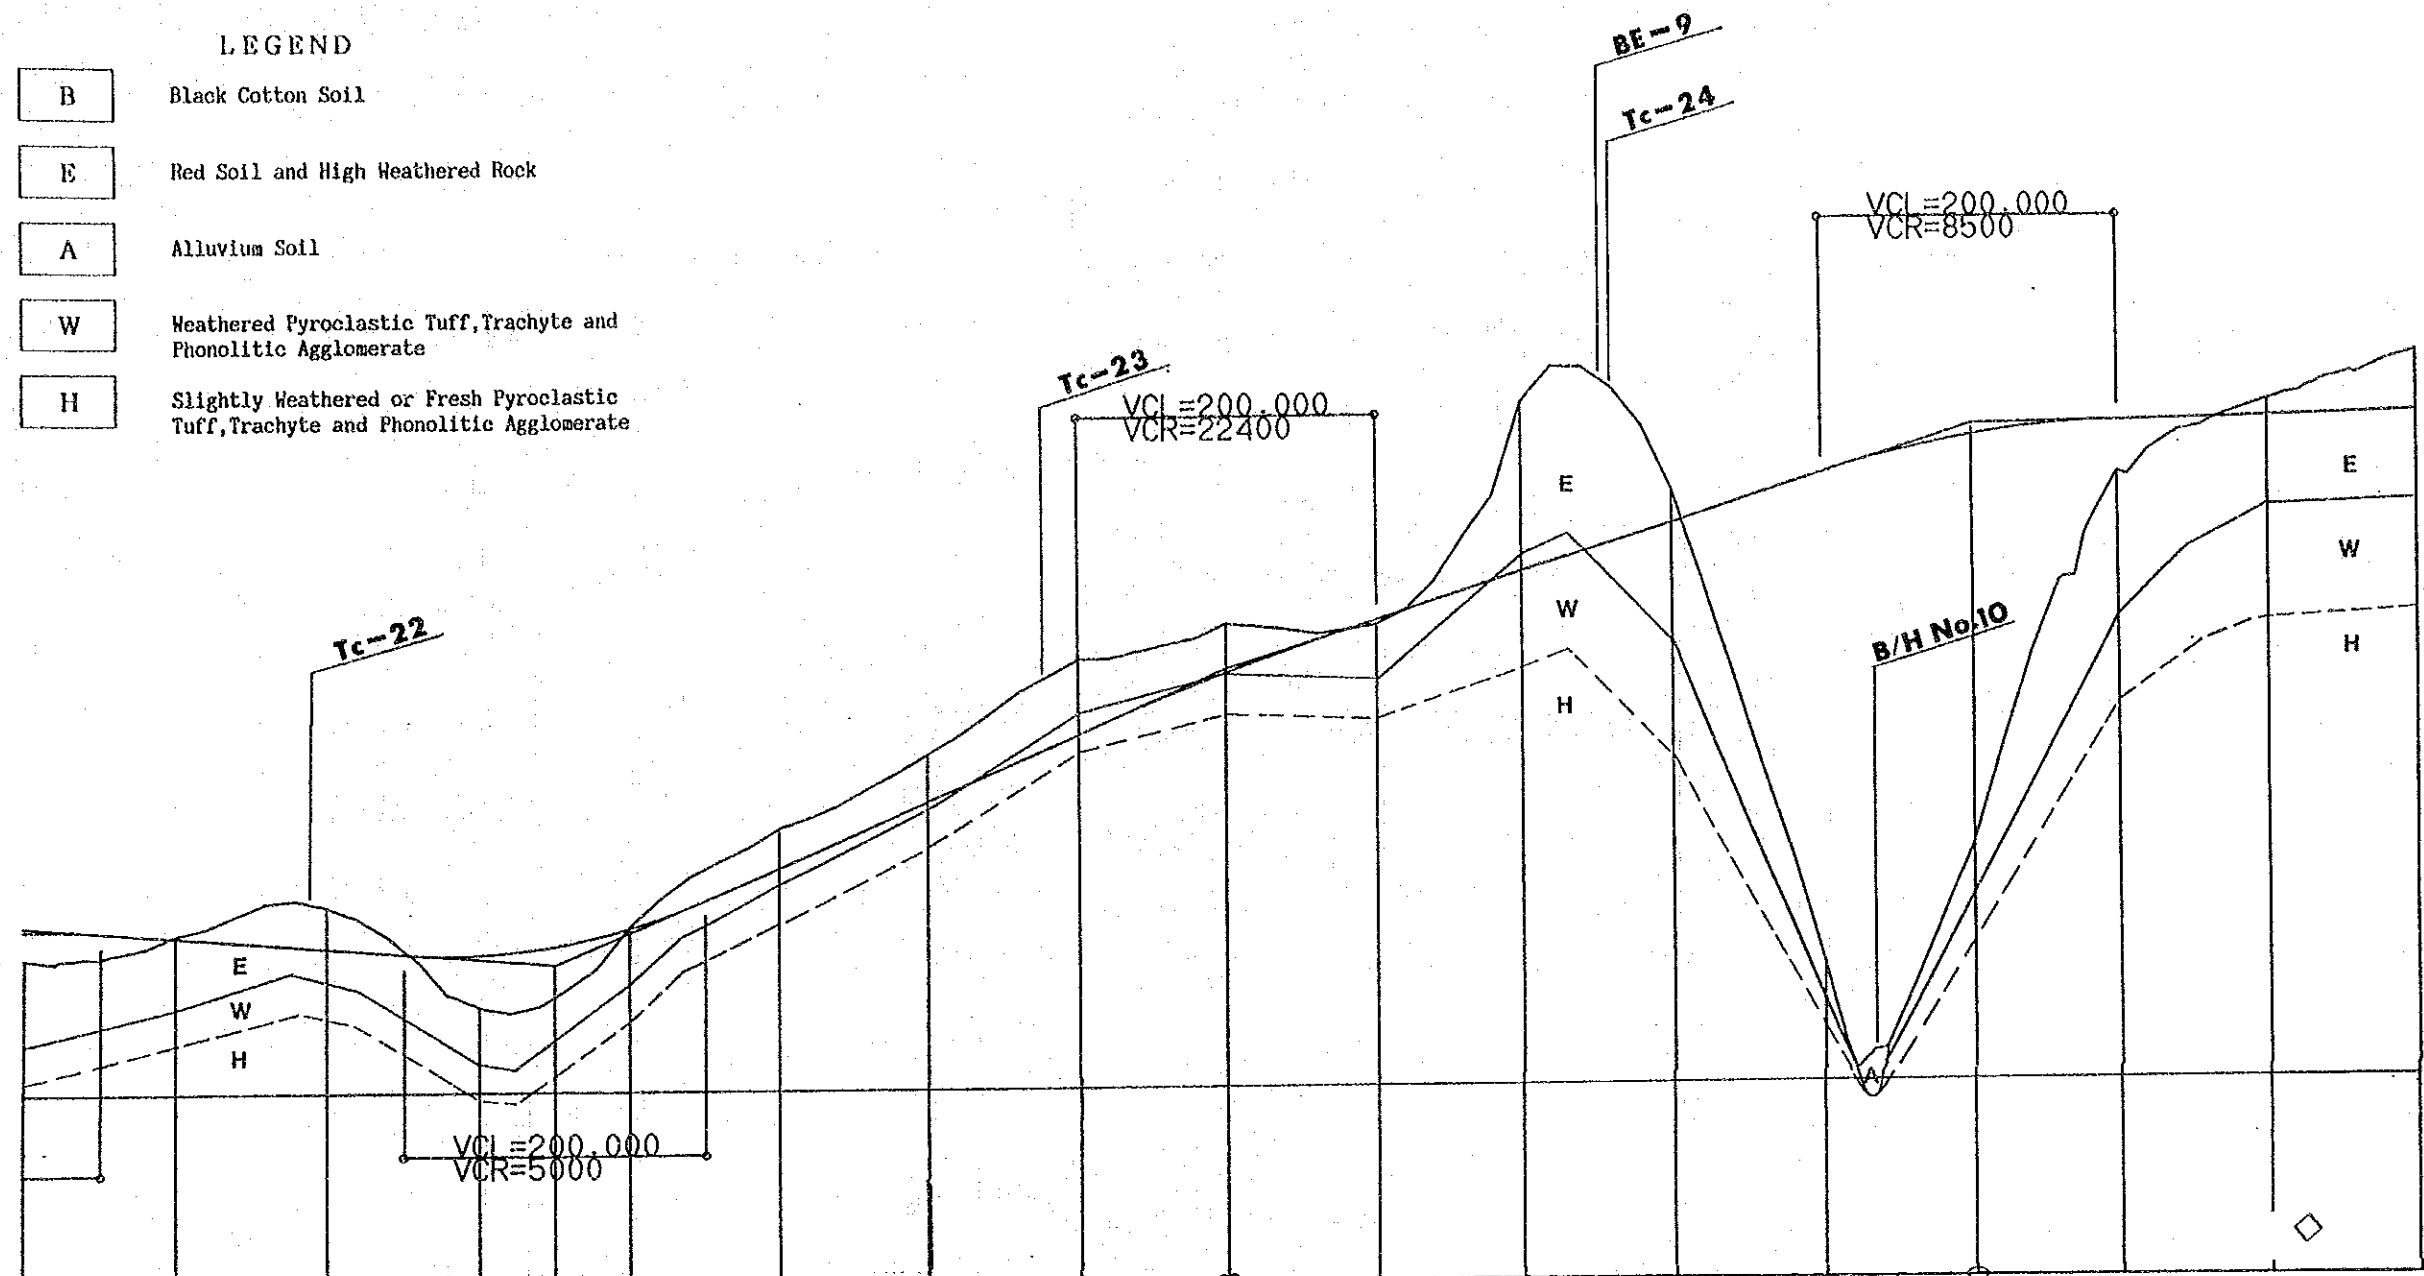 LEGEND
B
Black Cotton Soil
E
Red Soil and High Weathered Rock
A
Alluvium Soil
W
Weathered Pyroclastic Tuff,Trachyte and
Phonolitic Agglomerate
H
Slightly Weathered or Fresh Pyroclastic
Tuff,Trachyte and Phonolitic Agglomerate
BE-9
Tc-24
VCL=200.000
VCR=8500
Tc-23
VCL=200.000
VCR=22400
Tc-22
B/H No.10
E
W
H
E
W
H
E
W
H
A
VCL=200.000
VCR=5000